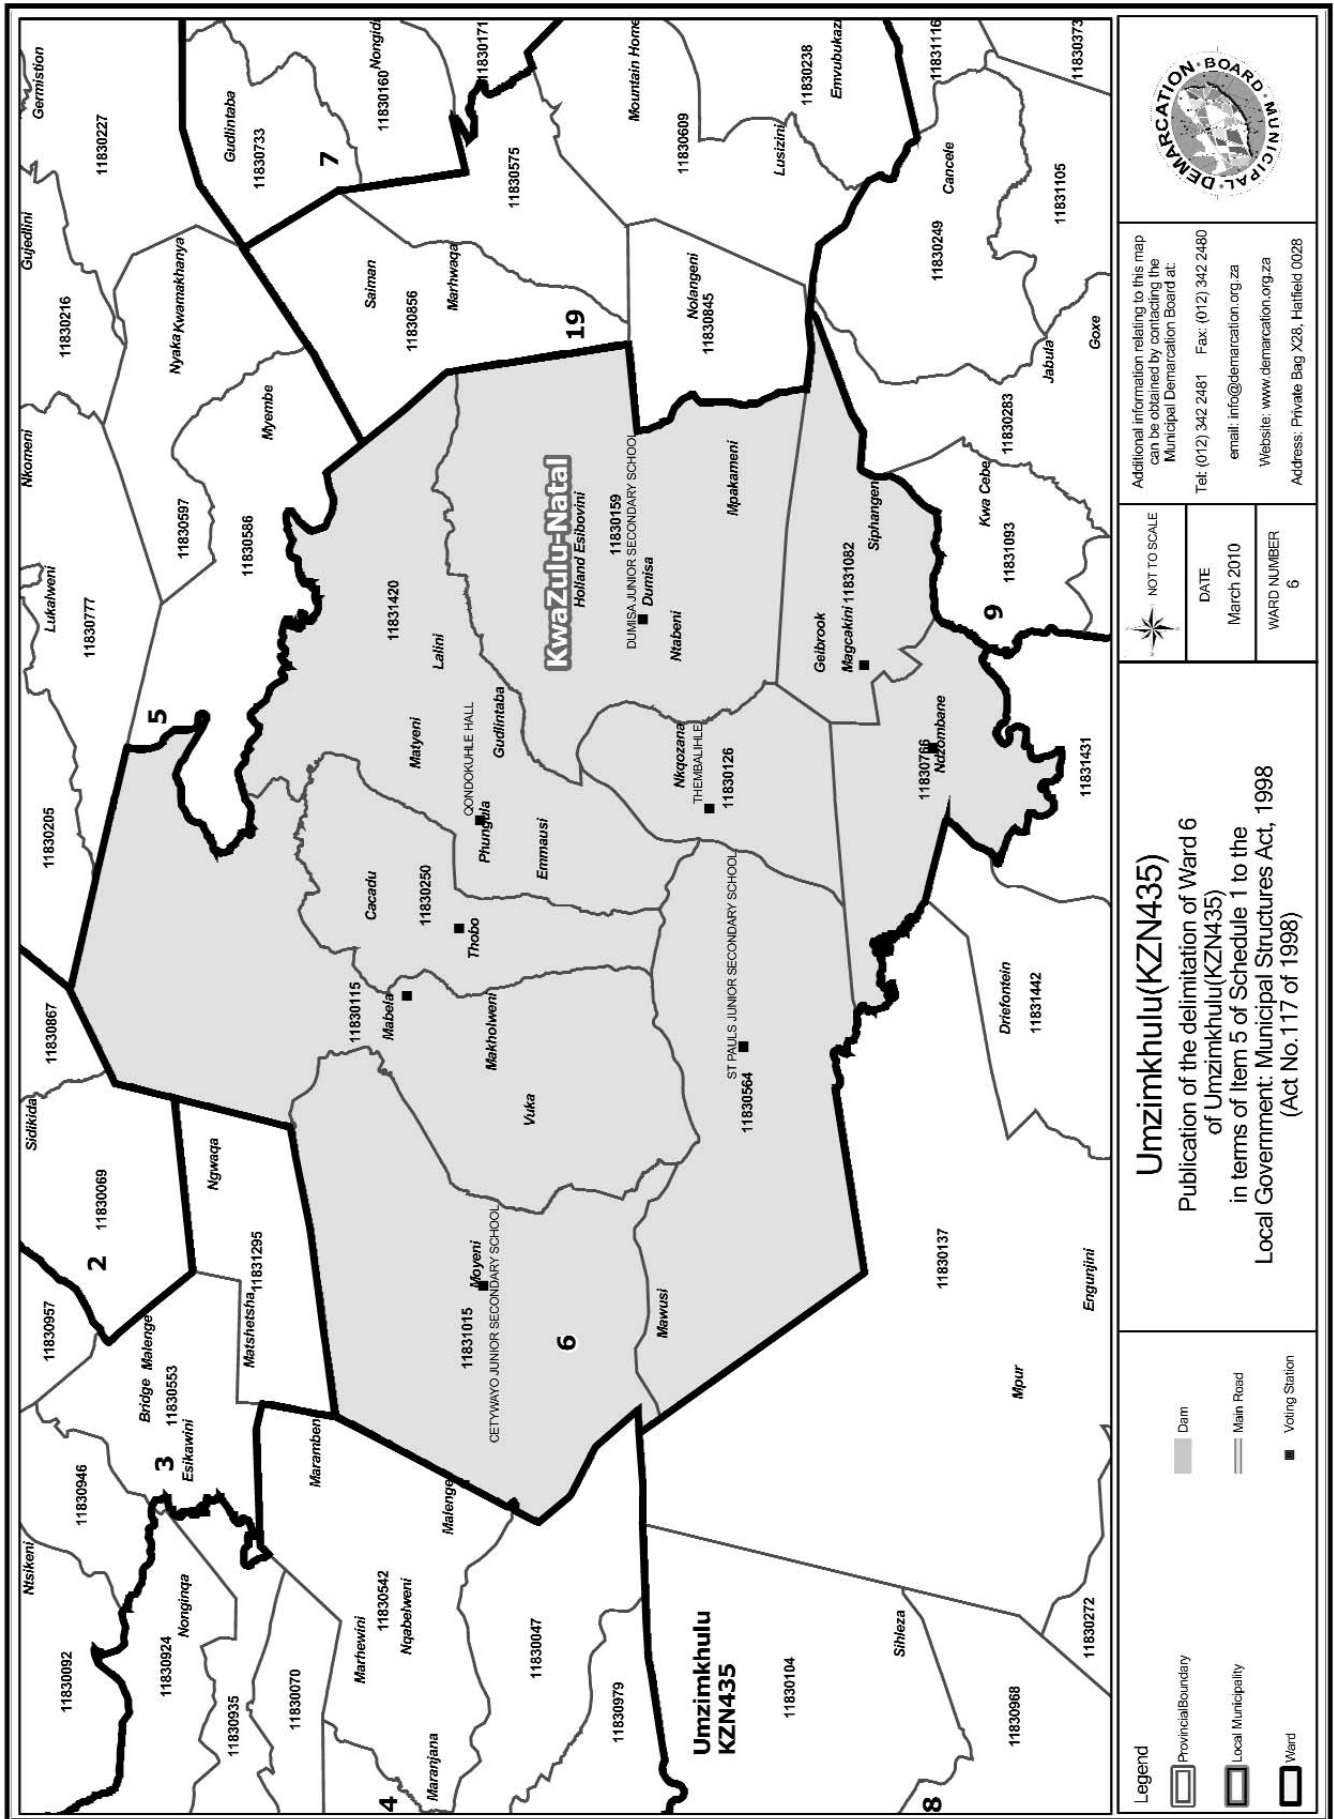 Germistion
11830227
Gudlintaba
11830733
7
Nongidi
11830160
11830171
Mountain Home
11830609
11830238
Emvubukazi
Lusizini
11831116
11830373
Cancele
11830249
11831105
Gujedlini
11830216
Nyaka Kwamakhanya
Saiman
11830856
Marhwaqa
11830575
19
Nolangeni
11830845
Jabula
Goxe
11830283
Nkomeni
11830597
Myembe
11830586
Lukalweni
11830777
5
11830205
11831420
Lalini
Matyeni
QONDOKUHLE HALL
Phungula
Gudlintaba
Emmausi
KwaZulu-Natal
Holland Esibovini
11830159
DUMISA JUNIOR SECONDARY SCHOOL
Dumisa
Ntabeni
Mpakameni
Siphangeni
Geibrook
Magcakini 11831082
Kwa Cebe
11831093
9
Nkqozana
THEMBALIHLE
11830126
11830766
Ndzombane
11831431
Cacadu
11830250
Thobo
11830115
Mabela
Makholweni
Vuka
ST PAULS JUNIOR SECONDARY SCHOOL
11830564
Driefontein
11831442
11830867
Sidikida
11830069
2
Ngwaqa
11831295
Matshetsha
11831015
Moyeni
CETYWAYO JUNIOR SECONDARY SCHOOL
6
Mawusi
11830137
Engunjini
Mpur
11830957
Bridge Malenge
11830553
3
Esikawini
11830946
Ntsikeni
11830092
Nonginqa
11830924
11830935
11830070
Maramben
Malenge
Marhewini
11830542
Nqabelweni
Maranjana
4
11830047
11830979
Umzimkhulu
KZN435
11830104
Sihleza
8
11830968
11830272
Legend
ProvincialBoundary
Local Municipality
Ward
Dam
Main Road
Voting Station
Umzimkhulu(KZN435)
Publication of the delimitation of Ward 6
of Umzimkhulu(KZN435)
in terms of Item 5 of Schedule 1 to the
Local Government: Municipal Structures Act, 1998
(Act No.117 of 1998)
NOT TO SCALE
DATE
March 2010
WARD NUMBER
6
Additional information relating to this map
can be obtained by contacting the
Municipal Demarcation Board at:
Tel: (012) 342 2481 Fax: (012) 342 2480
email: info@demarcation.org.za
Website: www.demarcation.org.za
Address: Private Bag X28, Hatfield 0028
MUNICIPAL DEMARCATION BOARD